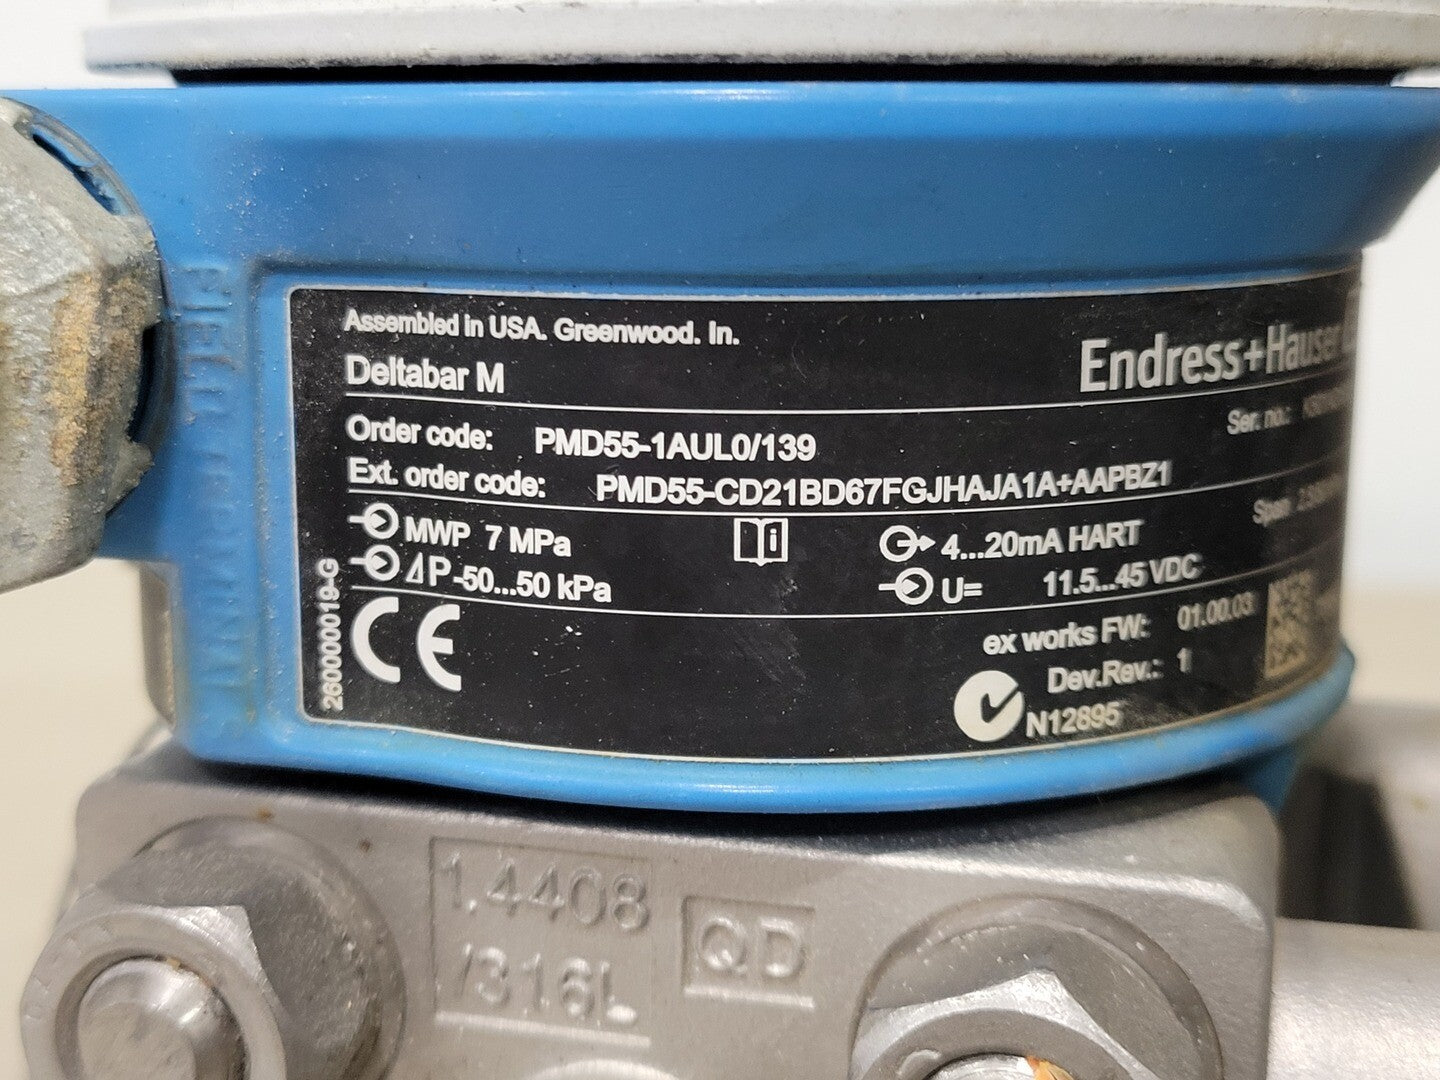 Assembled in USA. Greenwood. In.
Deltabar M
Endress+Hauser
Order code: PMD55-1AUL0/139
Ser. no.:
Ext. order code: PMD55-CD21BD67FGJHAJA1A+AAPBZ1
MWP 7 MPa
4...20mA HART
Span
⊿P -50...50 kPa
U= 11.5...45 VDC
ex works FW: 01.00.03
Dev.Rev.: 1
N12895
CE
260000019-G
1.4408
/316L
QD